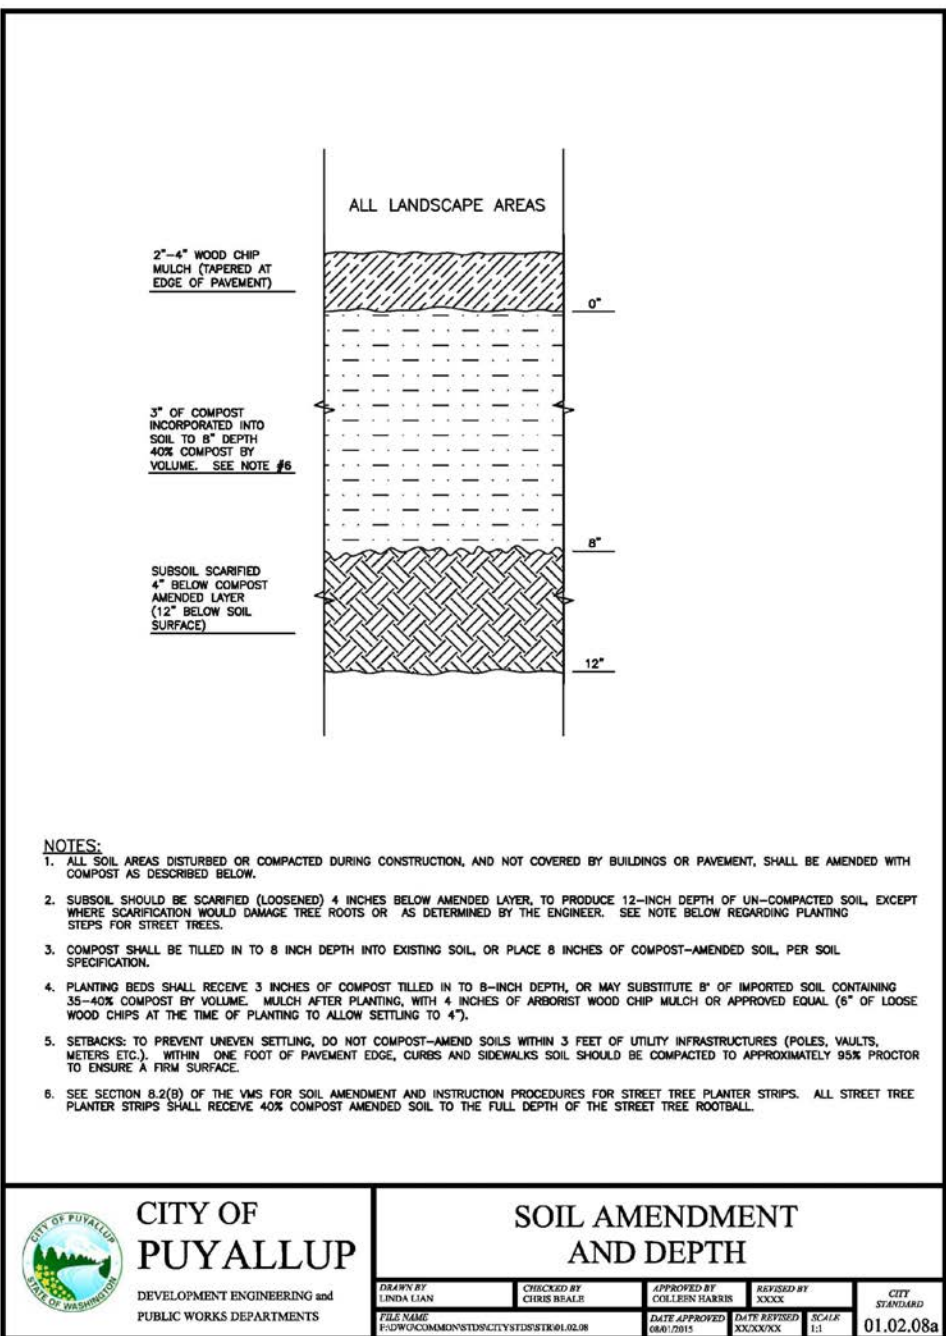 ALL LANDSCAPE AREAS
2"-4" WOOD CHIP
MULCH (TAPERED AT
EDGE OF PAVEMENT)
0"
3" OF COMPOST
INCORPORATED INTO
SOIL TO 8" DEPTH
40% COMPOST BY
VOLUME. SEE NOTE #6
8"
SUBSOIL SCARIFIED
4" BELOW COMPOST
AMENDED LAYER
(12" BELOW SOIL
SURFACE)
12"
NOTES:
1. ALL SOIL AREAS DISTURBED OR COMPACTED DURING CONSTRUCTION, AND NOT COVERED BY BUILDINGS OR PAVEMENT, SHALL BE AMENDED WITH
COMPOST AS DESCRIBED BELOW.
2. SUBSOIL SHOULD BE SCARIFIED (LOOSENED) 4 INCHES BELOW AMENDED LAYER, TO PRODUCE 12-INCH DEPTH OF UN-COMPACTED SOIL, EXCEPT
WHERE SCARIFICATION WOULD DAMAGE TREE ROOTS OR AS DETERMINED BY THE ENGINEER. SEE NOTE BELOW REGARDING PLANTING
STEPS FOR STREET TREES.
3. COMPOST SHALL BE TILLED IN TO 8 INCH DEPTH INTO EXISTING SOIL, OR PLACE 8 INCHES OF COMPOST-AMENDED SOIL, PER SOIL
SPECIFICATION.
4. PLANTING BEDS SHALL RECEIVE 3 INCHES OF COMPOST TILLED IN TO 8-INCH DEPTH, OR MAY SUBSTITUTE 8" OF IMPORTED SOIL CONTAINING
35-40% COMPOST BY VOLUME. MULCH AFTER PLANTING, WITH 4 INCHES OF ARBORIST WOOD CHIP MULCH OR APPROVED EQUAL (6" OF LOOSE
WOOD CHIPS AT THE TIME OF PLANTING TO ALLOW SETTLING TO 4").
5. SETBACKS: TO PREVENT UNEVEN SETTLING, DO NOT COMPOST-AMEND SOILS WITHIN 3 FEET OF UTILITY INFRASTRUCTURES (POLES, VAULTS,
METERS ETC.). WITHIN ONE FOOT OF PAVEMENT EDGE, CURBS AND SIDEWALKS SOIL SHOULD BE COMPACTED TO APPROXIMATELY 95% PROCTOR
TO ENSURE A FIRM SURFACE.
6. SEE SECTION 8.2(B) OF THE VMS FOR SOIL AMENDMENT AND INSTRUCTION PROCEDURES FOR STREET TREE PLANTER STRIPS. ALL STREET TREE
PLANTER STRIPS SHALL RECEIVE 40% COMPOST AMENDED SOIL TO THE FULL DEPTH OF THE STREET TREE ROOTBALL.
CITY OF PUYALLUP
STATE OF WASHINGTON
CITY OF
PUYALLUP
DEVELOPMENT ENGINEERING and
PUBLIC WORKS DEPARTMENTS
SOIL AMENDMENT
AND DEPTH
DRAWN BY
LINDA LIAN
CHECKED BY
CHRIS BEALE
APPROVED BY
COLLEEN HARRIS
REVISED BY
XXXX
FILE NAME
F:\DWG\COMMON\STDS\CITYSTDS\STR\01.02.08
DATE APPROVED
08/01/2015
DATE REVISED
XX/XX/XX
SCALE
1:1
CITY
STANDARD
01.02.08a